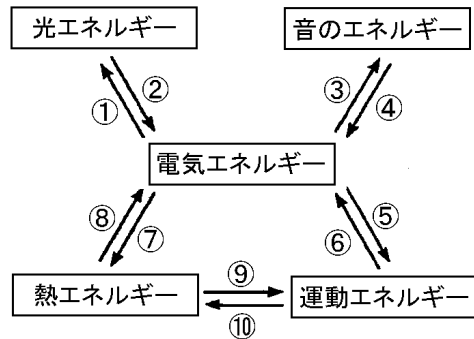 光エネルギー
音のエネルギー
① ② ③ ④
電気エネルギー
⑧ ⑦ ⑥ ⑤
熱エネルギー
⑨
⑩
運動エネルギー